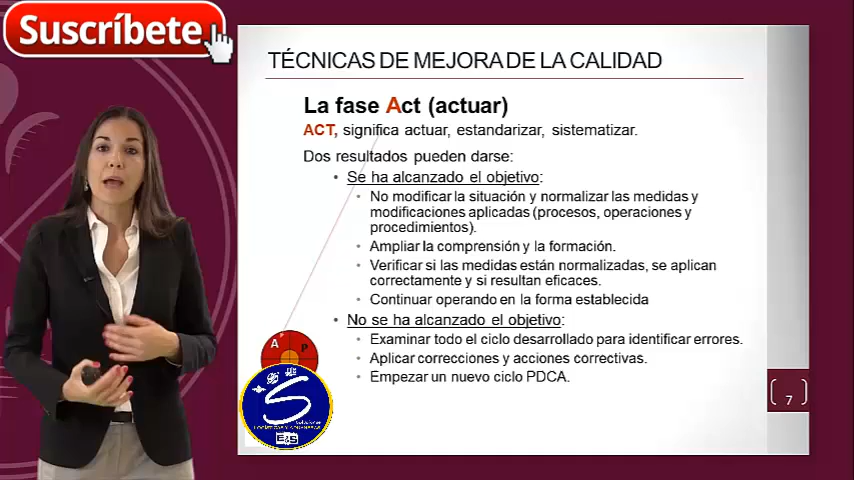 Suscríbete
TÉCNICAS DE MEJORA DE LA CALIDAD
La fase Act (actuar)
ACT, significa actuar, estandarizar, sistematizar.
Dos resultados pueden darse:
• Se ha alcanzado el objetivo:
• No modificar la situación y normalizar las medidas y
modificaciones aplicadas (procesos, operaciones y
procedimientos).
• Ampliar la comprensión y la formación.
• Verificar si las medidas están normalizadas, se aplican
correctamente y si resultan eficaces.
• Continuar operando en la forma establecida
• No se ha alcanzado el objetivo:
• Examinar todo el ciclo desarrollado para identificar errores.
• Aplicar correcciones y acciones correctivas.
• Empezar un nuevo ciclo PDCA.
A P
S
Soluciones
LOGÍSTICAS Y ADUANERAS
E&S
7